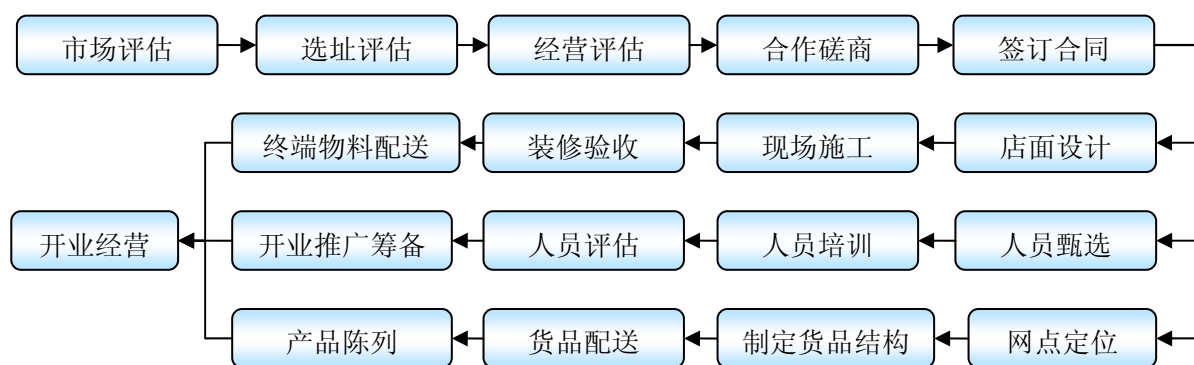 市场评估
选址评估
经营评估
合作磋商
签订合同
终端物料配送
装修验收
现场施工
店面设计
开业经营
开业推广筹备
人员评估
人员培训
人员甄选
产品陈列
货品配送
制定货品结构
网点定位